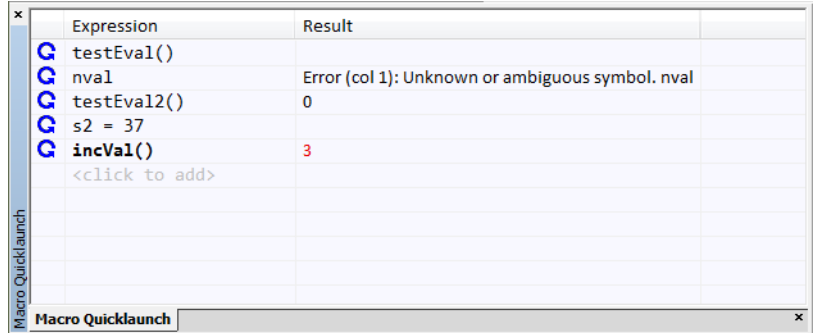 Expression Result
testEval()
nval Error (col 1): Unknown or ambiguous symbol. nval
testEval2() 0
s2 = 37
incVal() 3
<click to add>
Macro Quicklaunch
Macro Quicklaunch